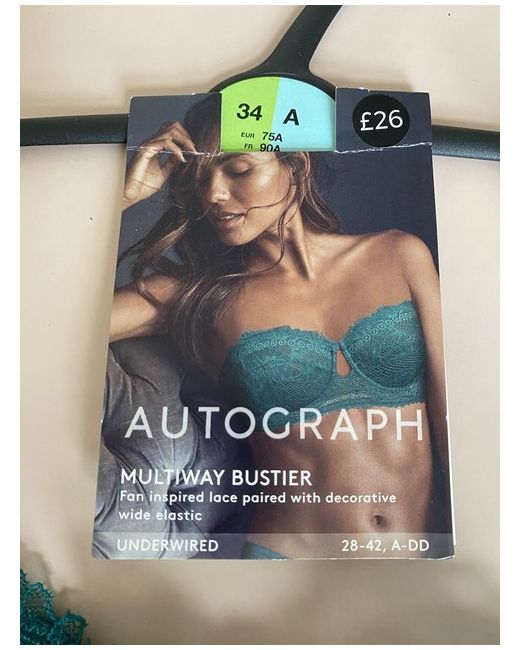 34 A
£26
EUR 75A
FR 90A
AUTOGRAPH
MULTIWAY BUSTIER
Fan inspired lace paired with decorative
wide elastic
UNDERWIRED 28-42, A-DD